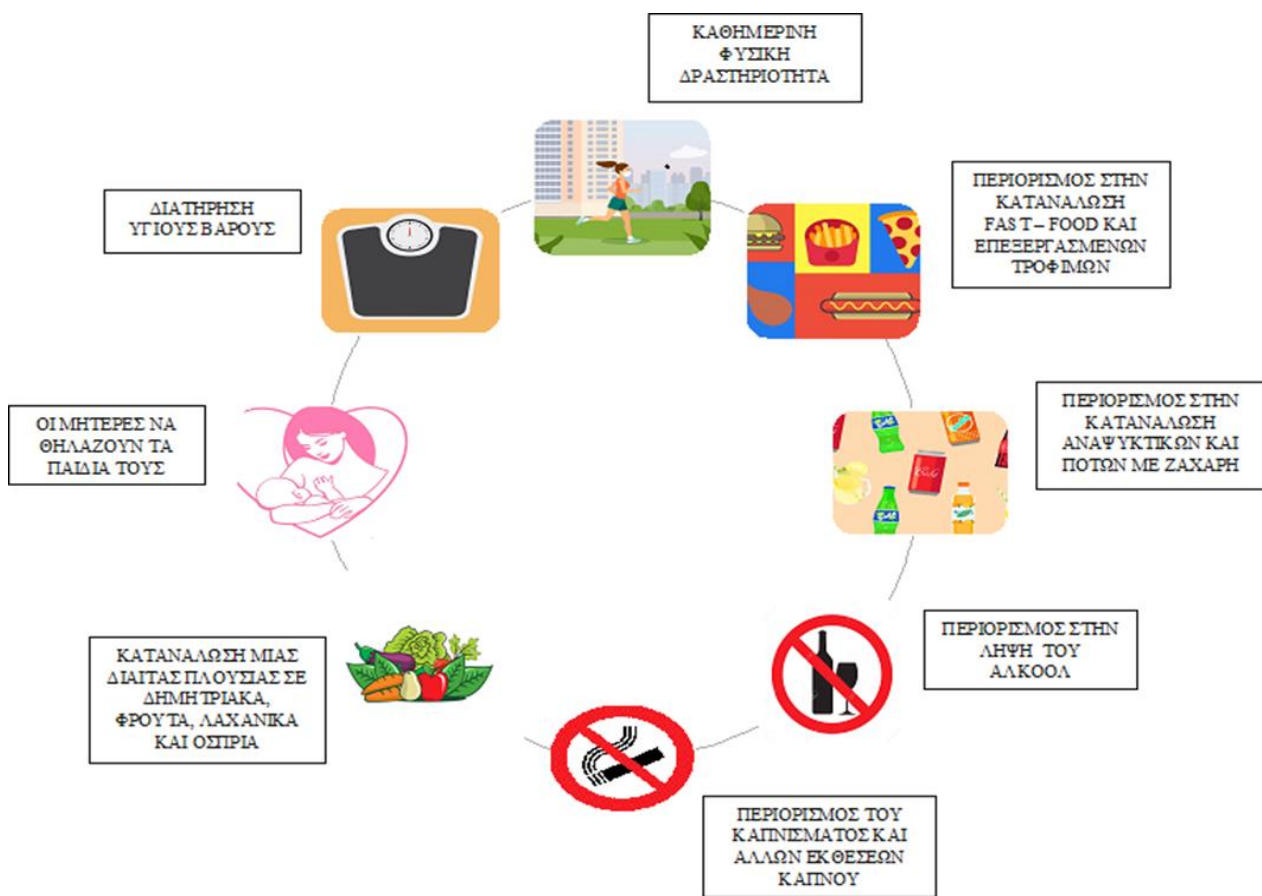 ΚΑΘΗΜΕΡΙΝΗ
ΦΥΣΙΚΗ
ΔΡΑΣΤΗΡΙΟΤΗΤΑ
ΠΕΡΙΟΡΙΣΜΟΣ ΣΤΗΝ
ΚΑΤΑΝΑΛΩΣΗ
FAST – FOOD ΚΑΙ
ΕΠΕΞΕΡΓΑΣΜΕΝΩΝ
ΤΡΟΦΙΜΩΝ
ΠΕΡΙΟΡΙΣΜΟΣ ΣΤΗΝ
ΚΑΤΑΝΑΛΩΣΗ
ΑΝΑΨΥΚΤΙΚΩΝ ΚΑΙ
ΠΟΤΩΝ ΜΕ ΖΑΧΑΡΗ
ΠΕΡΙΟΡΙΣΜΟΣ ΣΤΗΝ
ΛΗΨΗ ΤΟΥ
ΑΛΚΟΟΛ
ΠΕΡΙΟΡΙΣΜΟΣ ΤΟΥ
ΚΑΠΝΙΣΜΑΤΟΣ ΚΑΙ
ΑΛΛΩΝ ΕΚΘΕΣΕΩΝ
ΚΑΠΝΟΥ
ΚΑΤΑΝΑΛΩΣΗ ΜΙΑΣ
ΔΙΑΙΤΑΣ ΠΛΟΥΣΙΑΣ ΣΕ
ΔΗΜΗΤΡΙΑΚΑ,
ΦΡΟΥΤΑ, ΛΑΧΑΝΙΚΑ
ΚΑΙ ΟΣΠΡΙΑ
ΟΙ ΜΗΤΕΡΕΣ ΝΑ
ΘΗΛΑΖΟΥΝ ΤΑ
ΠΑΙΔΙΑ ΤΟΥΣ
ΔΙΑΤΗΡΗΣΗ
ΥΓΙΟΥΣ ΒΑΡΟΥΣ